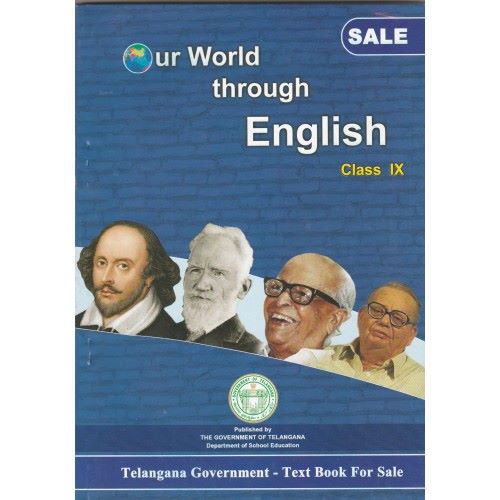 SALE
Our World
through
English
Class IX
Published by
THE GOVERNMENT OF TELANGANA
Department of School Education
Telangana Government - Text Book For Sale